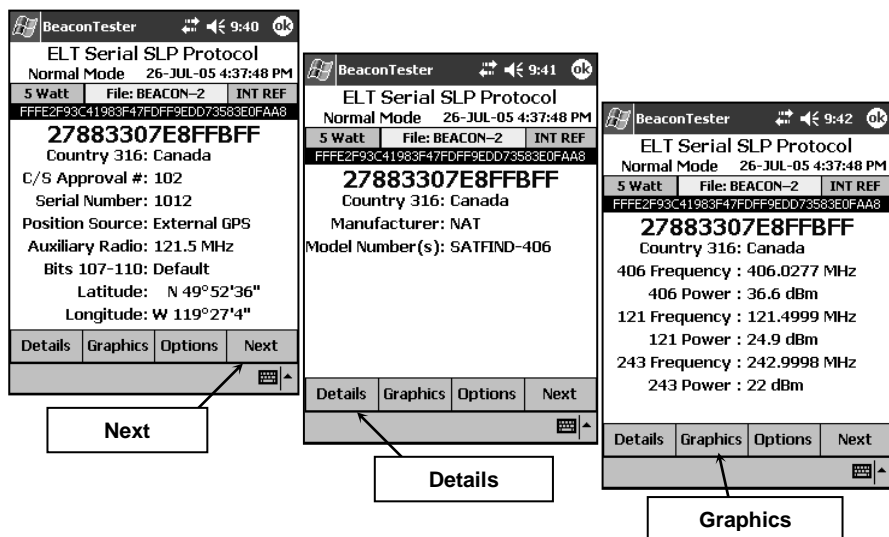 BeaconTester 9:40 ok
ELT Serial SLP Protocol
Normal Mode 26-JUL-05 4:37:48 PM
5 Watt File: BEACON-2 INT REF
FFFE2F93C41983F47FDFF9EDD73583E0FAA8
27883307E8FFBFF
Country 316: Canada
C/S Approval #: 102
Serial Number: 1012
Position Source: External GPS
Auxiliary Radio: 121.5 MHz
Bits 107-110: Default
Latitude: N 49°52'36"
Longitude: W 119°27'4"
Details Graphics Options Next
Next
BeaconTester 9:41 ok
ELT Serial SLP Protocol
Normal Mode 26-JUL-05 4:37:48 PM
5 Watt File: BEACON-2 INT REF
FFFE2F93C41983F47FDFF9EDD73583E0FAA8
27883307E8FFBFF
Country 316: Canada
Manufacturer: NAT
Model Number(s): SATFIND-406
Details Graphics Options Next
Details
BeaconTester 9:42 ok
ELT Serial SLP Protocol
Normal Mode 26-JUL-05 4:37:48 PM
5 Watt File: BEACON-2 INT REF
FFFE2F93C41983F47FDFF9EDD73583E0FAA8
27883307E8FFBFF
Country 316: Canada
406 Frequency : 406.0277 MHz
406 Power : 36.6 dBm
121 Frequency : 121.4999 MHz
121 Power : 24.9 dBm
243 Frequency : 242.9998 MHz
243 Power : 22 dBm
Details Graphics Options Next
Graphics